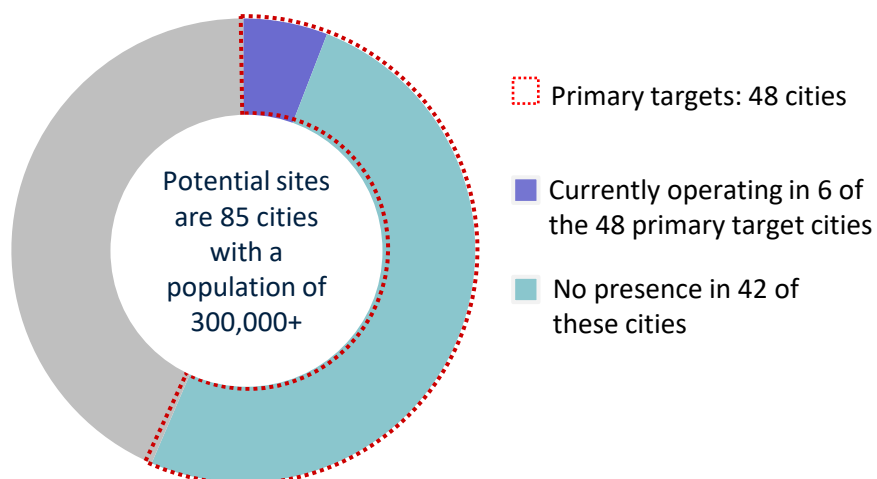 Potential sites
are 85 cities
with a
population of
300,000+
Primary targets: 48 cities
Currently operating in 6 of
the 48 primary target cities
No presence in 42 of
these cities